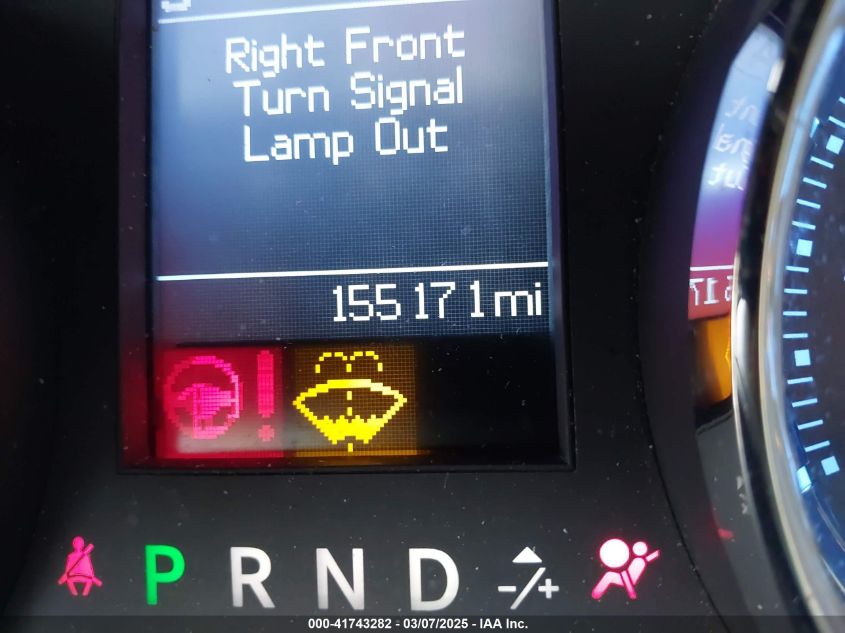 Right Front
Turn Signal
Lamp Out
155171mi
P R N D -/+
000-41743282 - 03/07/2025 - IAA Inc.